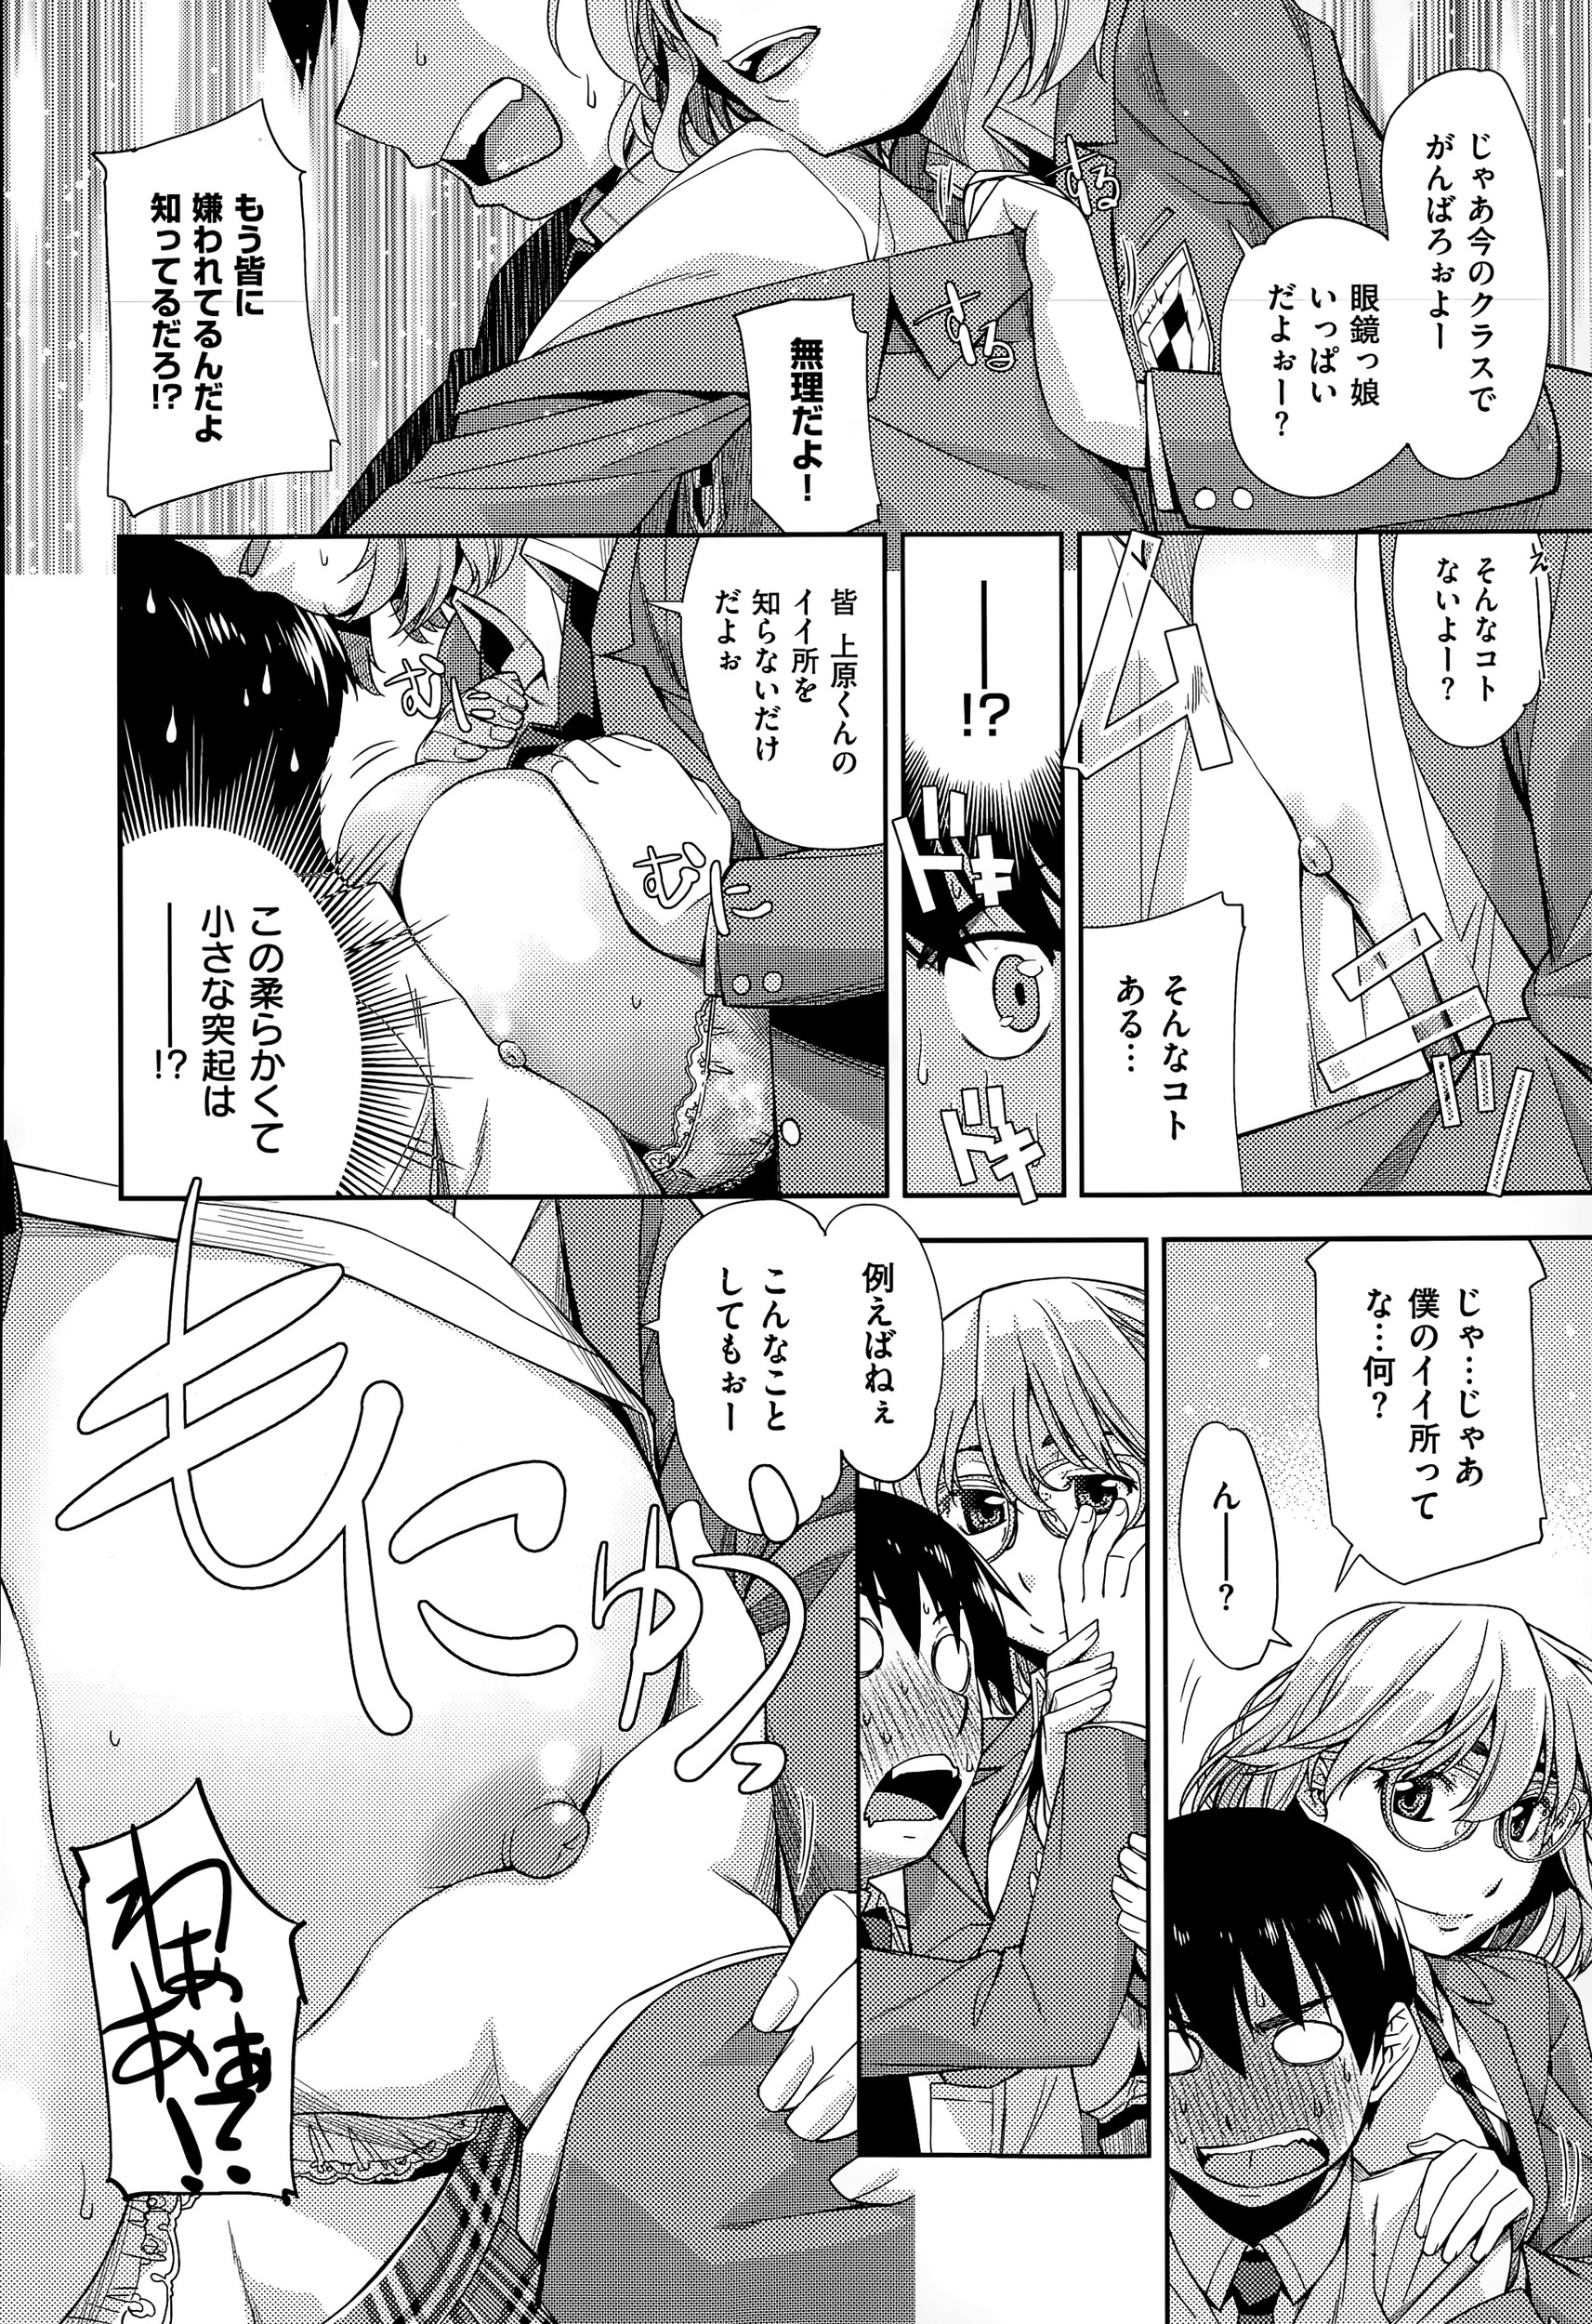 じゃあ今のクラスで
がんばろぉよー
眼鏡っ娘
いっぱい
だよぉー？
無理だよ！
もう皆に
嫌われてるんだよ
知ってるだろ!?
えー
そんなコト
ないよー？
そんなコト
ある…
――!?
ドキ
ドキ
皆 上原くんの
イイ所を
知らないだけ
だよぉ
むに
この柔らかくて
小さな突起は
――!?
じゃ…じゃあ
僕のイイ所って
な…何？
んー？
例えばねぇ
こんなこと
してもぉー
もにゅうっ
わぁあぁ!?